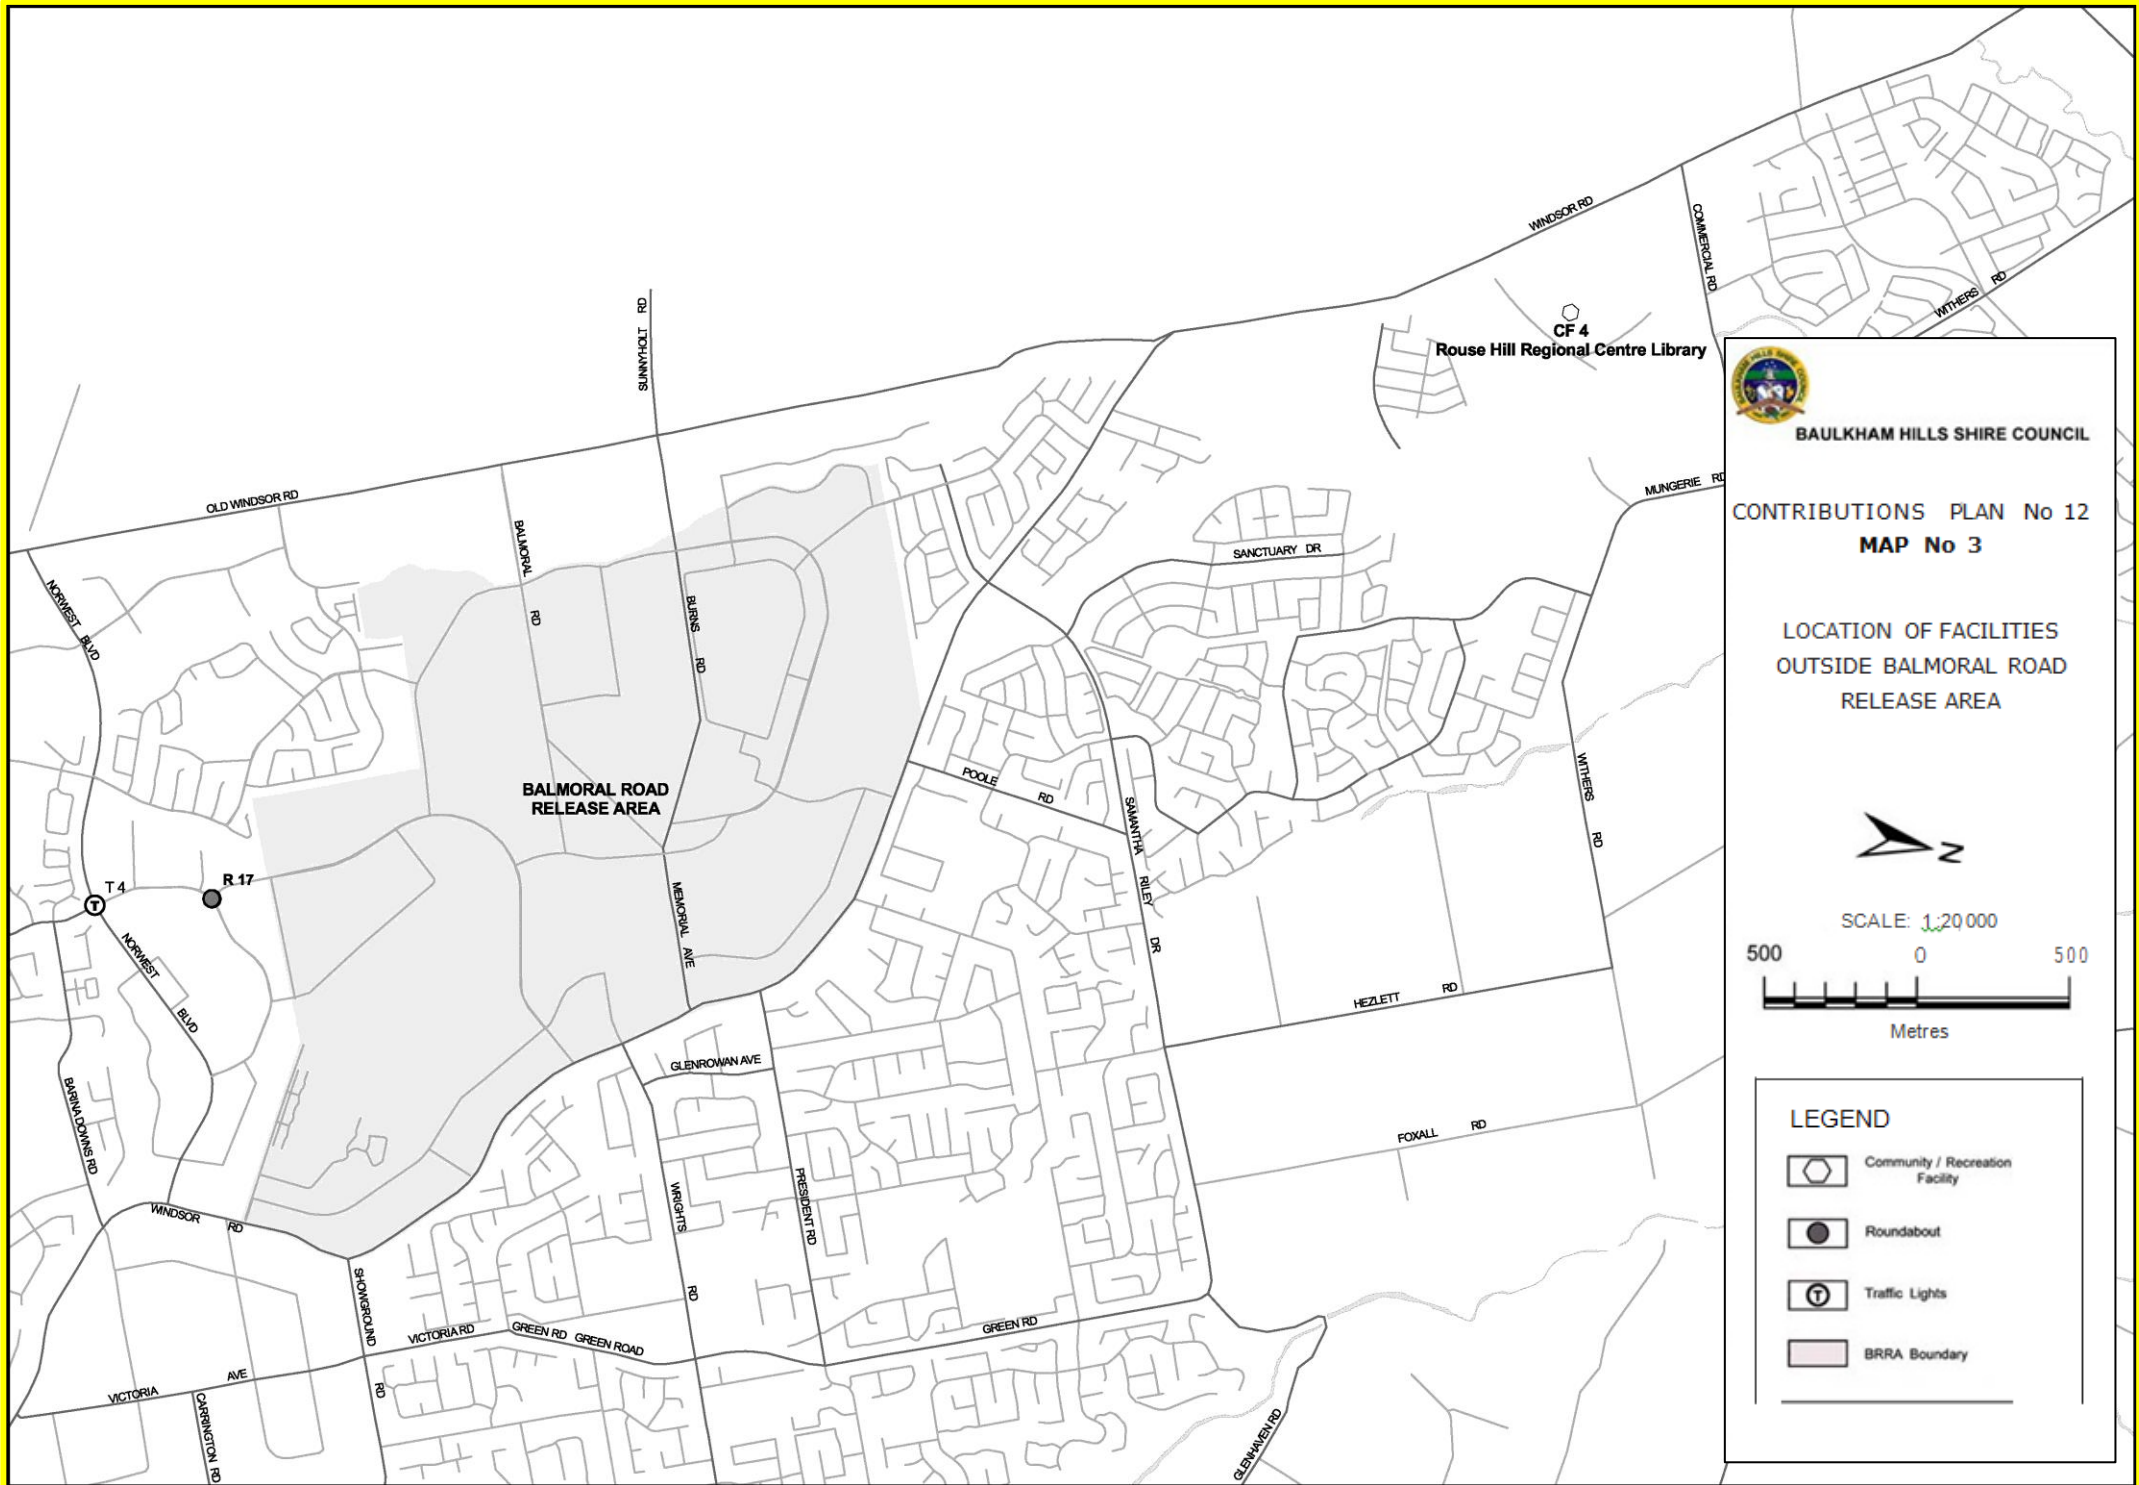 WINDSOR RD
COMMERCIAL RD
WITHERS RD
SUNNYHOLT RD
CF 4
Rouse Hill Regional Centre Library
OLD WINDSOR RD
BALMORAL RD
MUNGERIE RD
SANCTUARY DR
NORWEST BLVD
BURNS RD
BALMORAL ROAD
RELEASE AREA
POOLE RD
SAMANTHA RILEY DR
WITHERS RD
T 4
R 17
T
NORWEST BLVD
MEMORIAL AVE
HEZLETT RD
GLENROWAN AVE
BARINA DOWNS RD
FOXALL RD
WRIGHTS RD
PRESIDENT RD
WINDSOR RD
SHOWGROUND RD
VICTORIA RD
GREEN RD GREEN ROAD
GREEN RD
VICTORIA AVE
CARRINGTON RD
GLENHAVEN RD
BAULKHAM HILLS SHIRE COUNCIL
CONTRIBUTIONS PLAN No 12
MAP No 3
LOCATION OF FACILITIES
OUTSIDE BALMORAL ROAD
RELEASE AREA
N
SCALE: 1:20 000
500 0 500
Metres
LEGEND
Community / Recreation
Facility
Roundabout
T Traffic Lights
BRRA Boundary